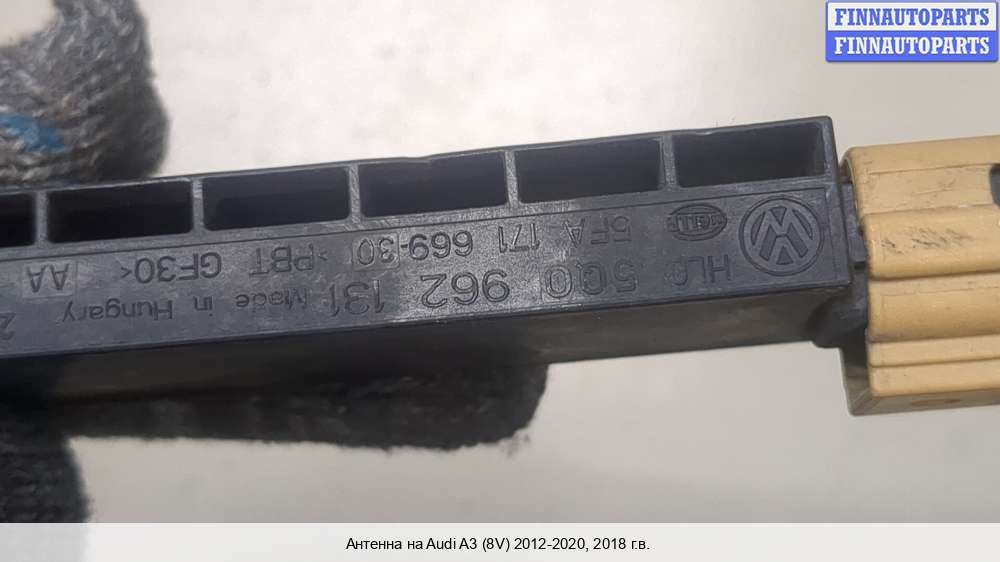 FINNAUTOPARTS
FINNAUTOPARTS
HLO 5Q0 962 131 Made in Hungary
HELLA 5FA 171 669-30 >PBT GF30< AA
Антенна на Audi A3 (8V) 2012-2020, 2018 г.в.